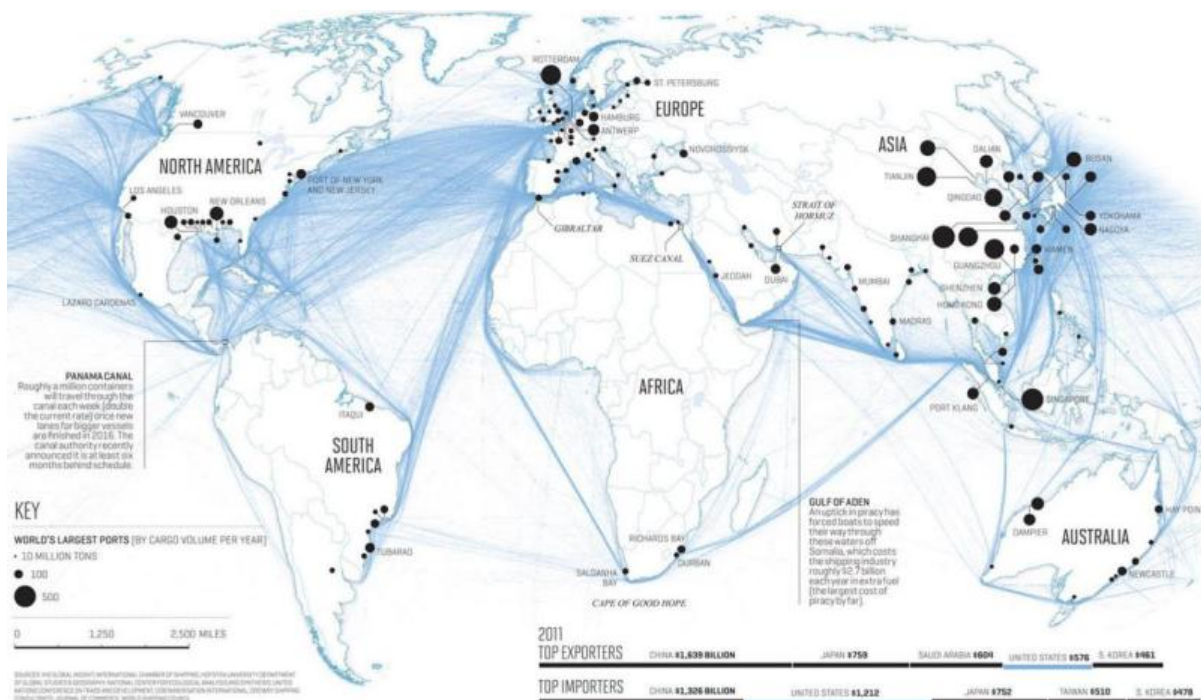 ROTTERDAM
ST. PETERSBURG
VANCOUVER
HAMBURG
EUROPE
ANTWERP
NORTH AMERICA
NOVOROSSIYSK
ASIA
DALIAN
BUSAN
TIANJIN
QINGDAO
PORT OF NEW YORK
AND NEW JERSEY
LOS ANGELES
NEW ORLEANS
HOUSTON
GIBRALTAR
STRAIT OF
HORMUZ
YOKOHAMA
NAGOYA
SHANGHAI
SUEZ CANAL
XIAMEN
GUANGZHOU
JEDDAH
DUBAI
MUMBAI
SHENZHEN
HONG KONG
LAZARO CARDENAS
MADRAS
PANAMA CANAL
Roughly a million containers
will travel through the
canal each week (double
the current rate) once new
lanes for bigger vessels
are finished in 2016. The
canal authority recently
announced it is at least six
months behind schedule.
AFRICA
PORT KLANG
SINGAPORE
ITAQUI
SOUTH
AMERICA
KEY
WORLD'S LARGEST PORTS (BY CARGO VOLUME PER YEAR)
10 MILLION TONS
100
500
0 1,250 2,500 MILES
TUBARAO
RICHARDS BAY
DURBAN
SALDANHA
BAY
CAPE OF GOOD HOPE
GULF OF ADEN
An uptick in piracy has
forced boats to speed
their way through
these waters off
Somalia, which costs
the shipping industry
roughly $2.7 billion
each year in extra fuel
(the largest cost of
piracy by far).
DAMPIER
HAY POINT
AUSTRALIA
NEWCASTLE
2011
TOP EXPORTERS CHINA $1,639 BILLION JAPAN $759 SAUDI ARABIA $604 UNITED STATES $576 S. KOREA $461
TOP IMPORTERS CHINA $1,326 BILLION UNITED STATES $1,212 JAPAN $752 TAIWAN $510 S. KOREA